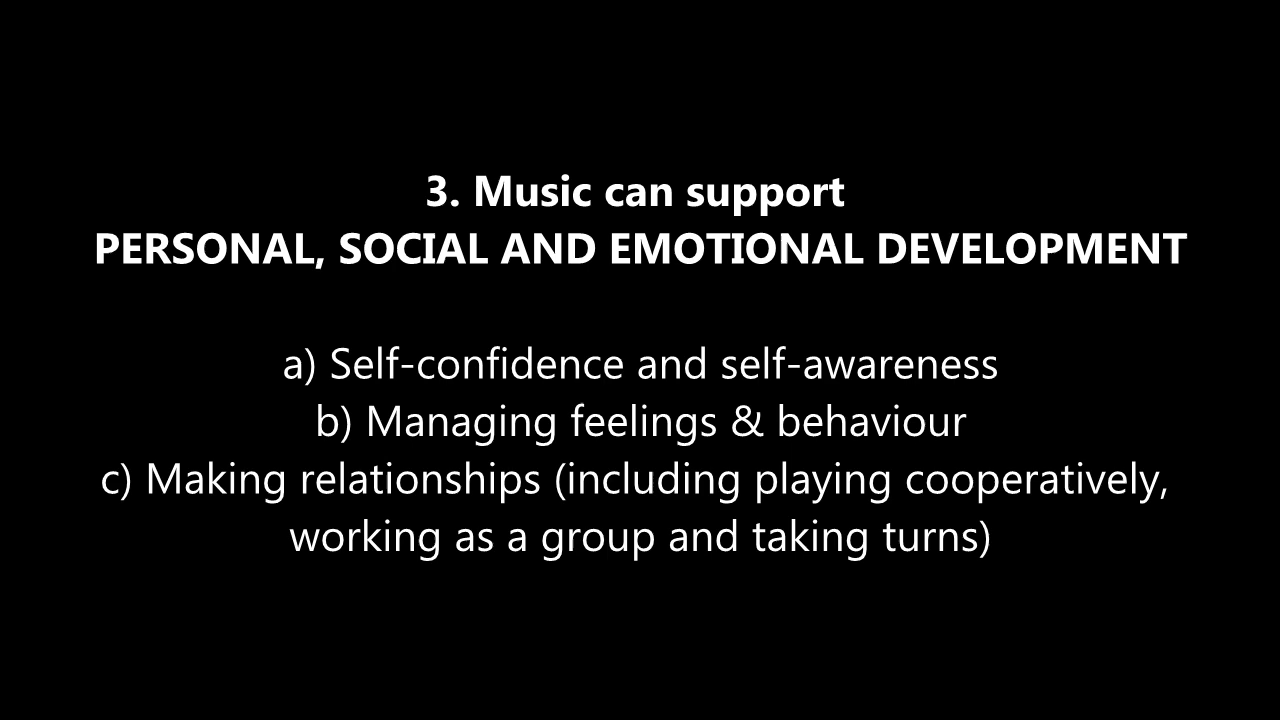 3. Music can support
PERSONAL, SOCIAL AND EMOTIONAL DEVELOPMENT
a) Self-confidence and self-awareness
b) Managing feelings & behaviour
c) Making relationships (including playing cooperatively,
working as a group and taking turns)